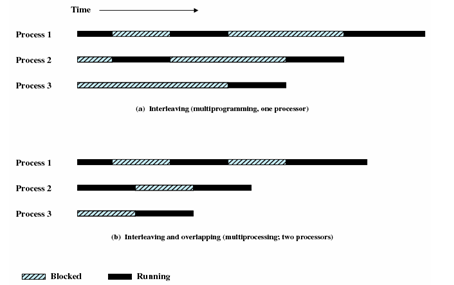 Time
Process 1
Process 2
Process 3
(a) Interleaving (multiprogramming, one processor)
Process 1
Process 2
Process 3
(b) Interleaving and overlapping (multiprocessing; two processors)
Blocked Running